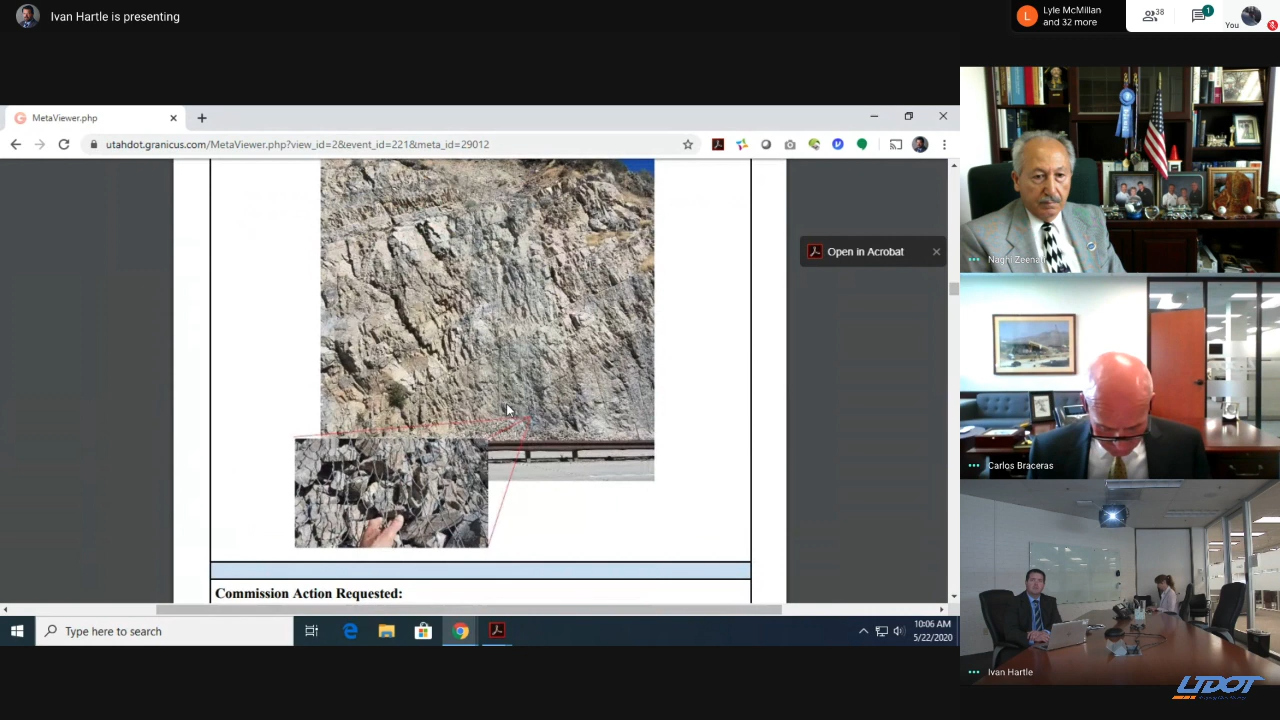 Ivan Hartle is presenting
Lyle McMillan
and 32 more
L
38
1
You
MetaViewer.php
utahdot.granicus.com/MetaViewer.php?view_id=2&event_id=221&meta_id=29012
Open in Acrobat
Naghi Zeenati
Carlos Braceras
Commission Action Requested:
Type here to search
10:06 AM
5/22/2020
Ivan Hartle
UDOT